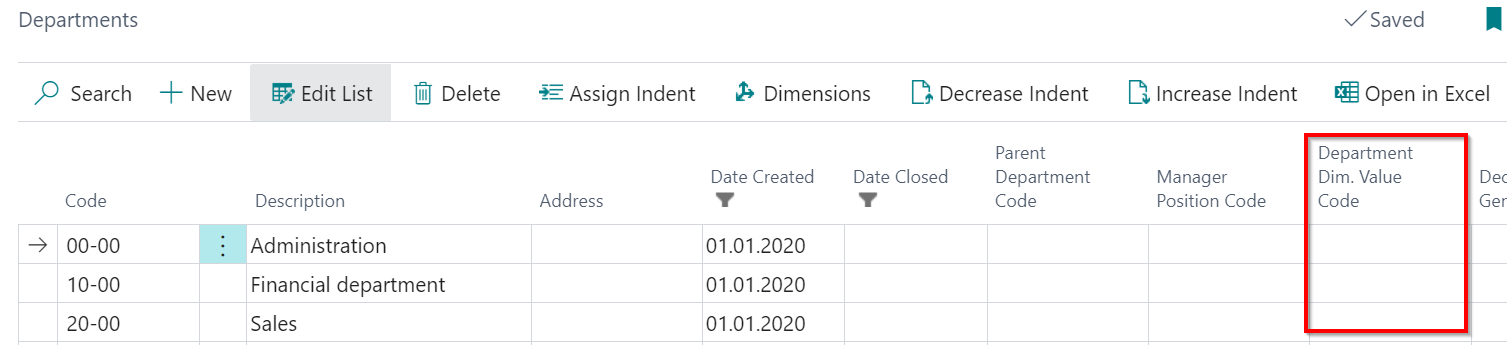 Departments
Saved
Search
New
Edit List
Delete
Assign Indent
Dimensions
Decrease Indent
Increase Indent
Open in Excel
Code
Description
Address
Date Created
Date Closed
Parent
Department
Code
Manager
Position Code
Department
Dim. Value
Code
00-00 Administration 01.01.2020
10-00 Financial department 01.01.2020
20-00 Sales 01.01.2020